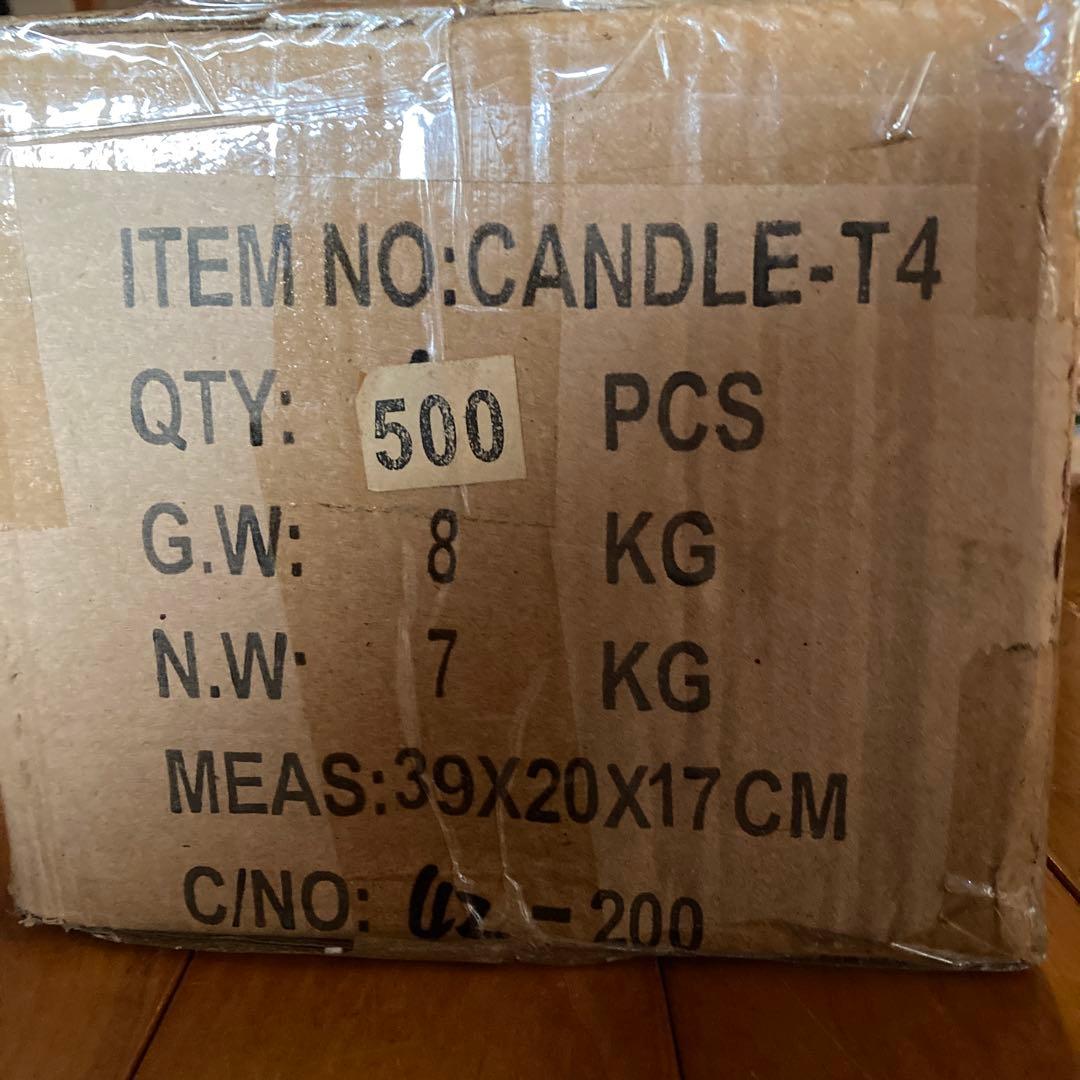 ITEM NO:CANDLE-T4
QTY: 500 PCS
G.W: 8 KG
N.W: 7 KG
MEAS:39X20X17CM
C/NO: - 200